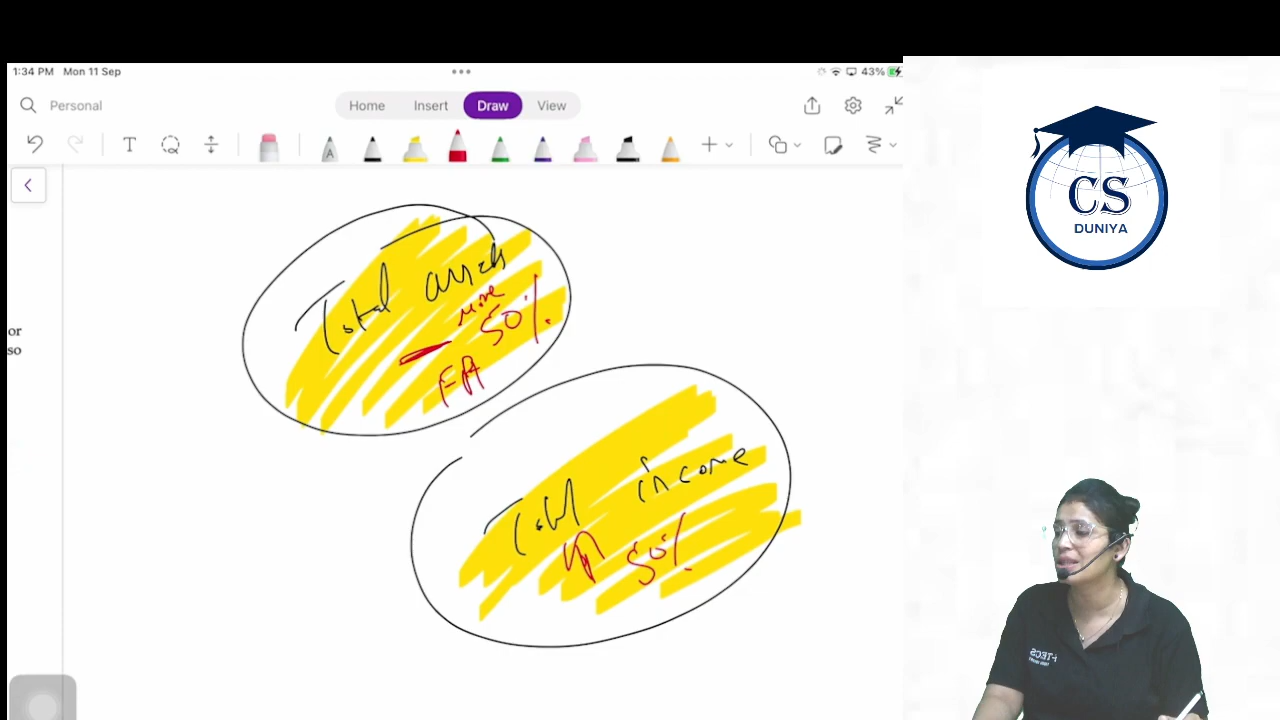 1:34 PM Mon 11 Sep
43%
Personal
Home Insert Draw View
T
A
or
so
CS
DUNIYA
Total assets
more
50%
FA
Total income
50%